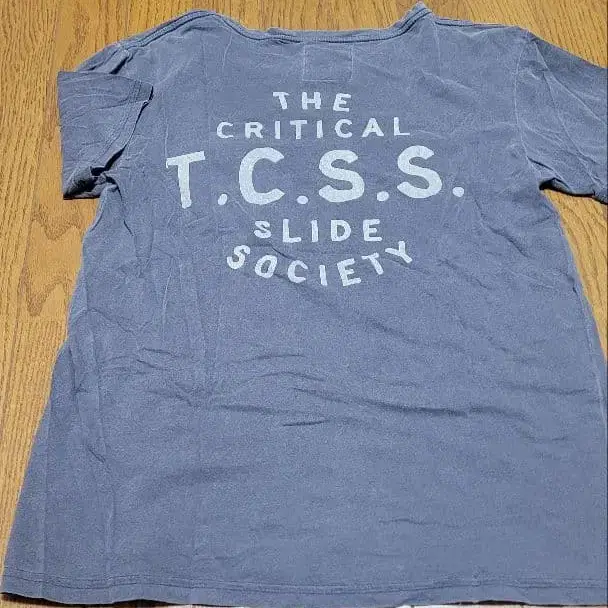 THE
CRITICAL
T.C.S.S.
SLIDE
SOCIETY